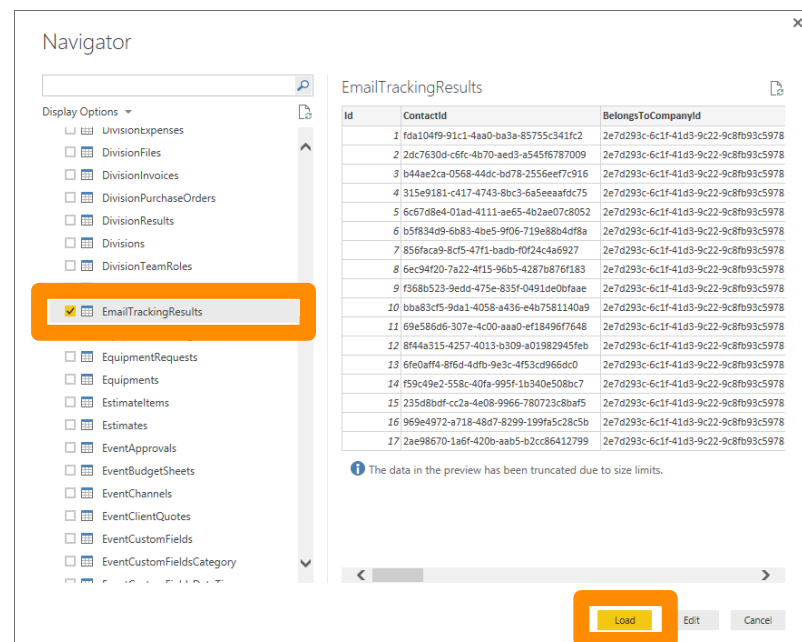 Navigator
Display Options
DivisionExpenses
DivisionFiles
DivisionInvoices
DivisionPurchaseOrders
DivisionResults
Divisions
DivisionTeamRoles
EmailTrackingResults
EquipmentRequests
Equipments
EstimateItems
Estimates
EventApprovals
EventBudgetSheets
EventChannels
EventClientQuotes
EventCustomFields
EventCustomFieldsCategory
EmailTrackingResults
Id ContactId BelongsToCompanyId
1 fda104f9-91c1-4aa0-ba3a-85755c341fc2 2e7d293c-6c1f-41d3-9c22-9c8fb93c5978
2 2dc7630d-c6fc-4b70-aed3-a545f6787009 2e7d293c-6c1f-41d3-9c22-9c8fb93c5978
3 b44ae2ca-0568-44dc-bd78-2556eef7c916 2e7d293c-6c1f-41d3-9c22-9c8fb93c5978
4 315e9181-c417-4743-8bc3-6a5eeaafdc75 2e7d293c-6c1f-41d3-9c22-9c8fb93c5978
5 6c67d8e4-01ad-4111-ae65-4b2ae07c8052 2e7d293c-6c1f-41d3-9c22-9c8fb93c5978
6 b5f834d9-6b83-4be5-9f06-719e88b4df8a 2e7d293c-6c1f-41d3-9c22-9c8fb93c5978
7 856faca9-8cf5-47f1-badb-f0f24c4a6927 2e7d293c-6c1f-41d3-9c22-9c8fb93c5978
8 6ec94f20-7a22-4f15-96b5-4287b876f183 2e7d293c-6c1f-41d3-9c22-9c8fb93c5978
9 f368b523-9edd-475e-835f-0491de0bfaae 2e7d293c-6c1f-41d3-9c22-9c8fb93c5978
10 bba83cf5-9da1-4058-a436-e4b7581140a9 2e7d293c-6c1f-41d3-9c22-9c8fb93c5978
11 69e586d6-307e-4c00-aaa0-ef18496f7648 2e7d293c-6c1f-41d3-9c22-9c8fb93c5978
12 8f44a315-4257-4013-b309-a01982945feb 2e7d293c-6c1f-41d3-9c22-9c8fb93c5978
13 6fe0aff4-8f6d-4dfb-9e3c-4f53cd966dc0 2e7d293c-6c1f-41d3-9c22-9c8fb93c5978
14 f59c49e2-558c-40fa-995f-1b340e508bc7 2e7d293c-6c1f-41d3-9c22-9c8fb93c5978
15 235d8bdf-cc2a-4e08-9966-780723c8baf5 2e7d293c-6c1f-41d3-9c22-9c8fb93c5978
16 969e4972-a718-48d7-8299-199fa5c28c5b 2e7d293c-6c1f-41d3-9c22-9c8fb93c5978
17 2ae98670-1a6f-420b-aab5-b2cc86412799 2e7d293c-6c1f-41d3-9c22-9c8fb93c5978
The data in the preview has been truncated due to size limits.
Load Edit Cancel